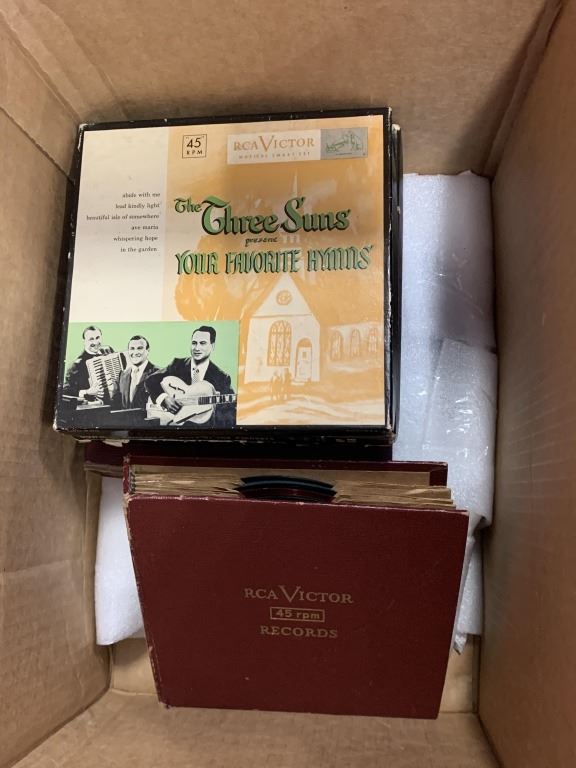 45
RPM
RCA VICTOR
abide with me
lead kindly light
beautiful isle of somewhere
ave maria
whispering hope
in the garden
The Three Suns
present
YOUR FAVORITE HYMNS
RCA VICTOR
45 rpm
RECORDS